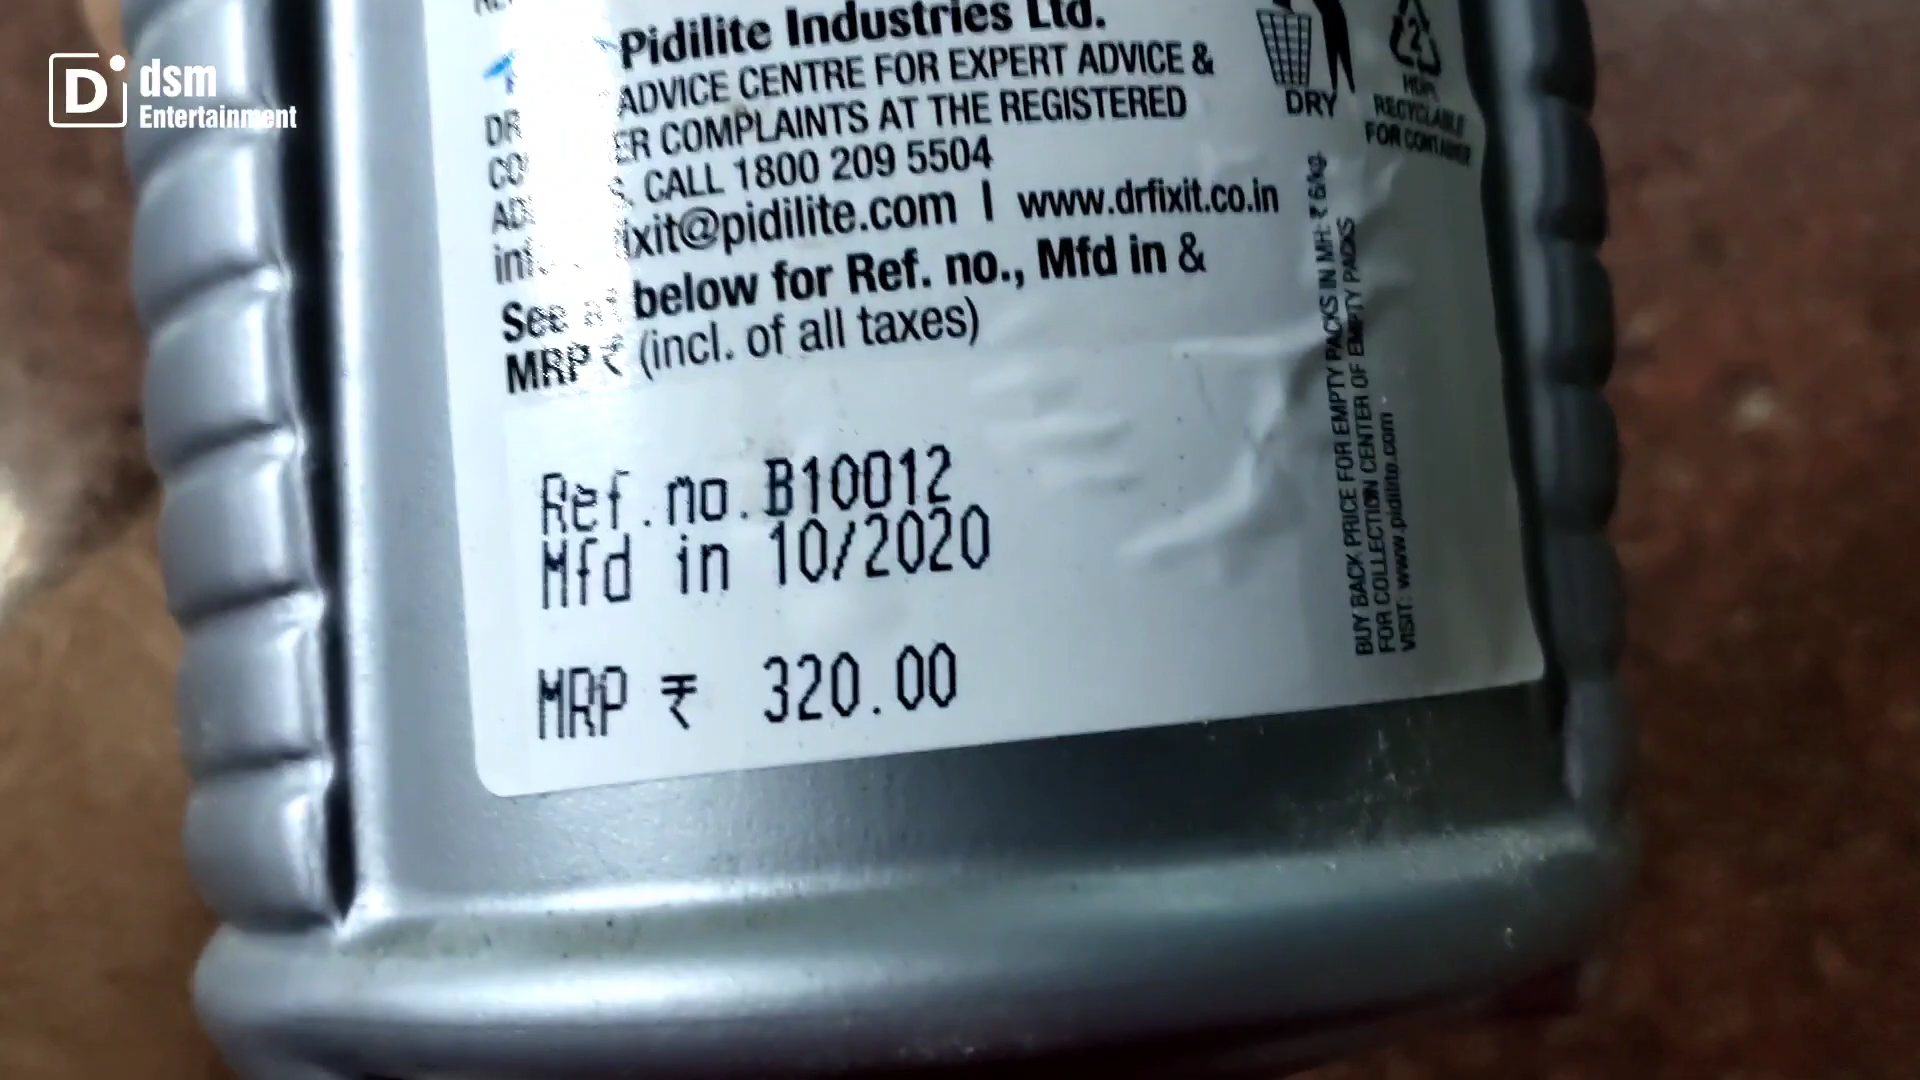 D dsm
Entertainment
Pidilite Industries Ltd.
ADVICE CENTRE FOR EXPERT ADVICE &
COMPLAINTS AT THE REGISTERED
CALL 1800 209 5504
ixit@pidilite.com | www.drfixit.co.in
See below for Ref. no., Mfd in &
MRP ₹ (incl. of all taxes)
Ref.no.B10012
Mfd in 10/2020
MRP ₹ 320.00
DRY
2
HDPE
RECYCLABLE
FOR CONTAINER
BUY BACK PRICE FOR EMPTY PACKS IN MH: ₹ 6/kg.
FOR COLLECTION CENTER OF EMPTY PACKS
VISIT: www.pidilite.com